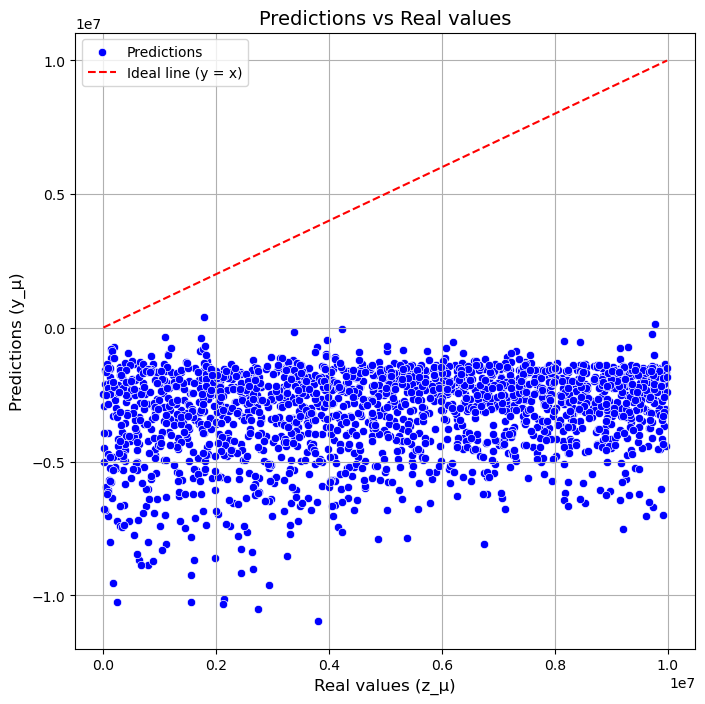 Predictions vs Real values
1e7
Predictions
Ideal line (y = x)
1.0
0.5
0.0
−0.5
−1.0
Predictions (y_μ)
0.0 0.2 0.4 0.6 0.8 1.0
1e7
Real values (z_μ)